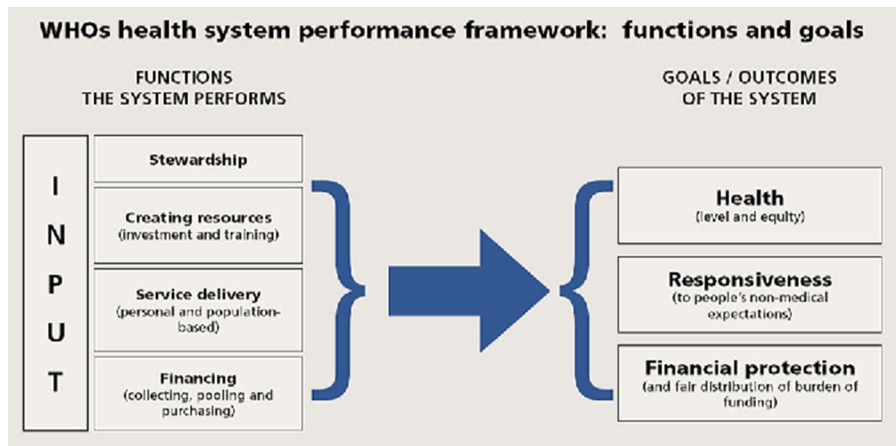 WHOs health system performance framework: functions and goals
FUNCTIONS
THE SYSTEM PERFORMS
INPUT
Stewardship
Creating resources
(investment and training)
Service delivery
(personal and population-
based)
Financing
(collecting, pooling and
purchasing)
GOALS / OUTCOMES
OF THE SYSTEM
Health
(level and equity)
Responsiveness
(to people's non-medical
expectations)
Financial protection
(and fair distribution of burden of
funding)